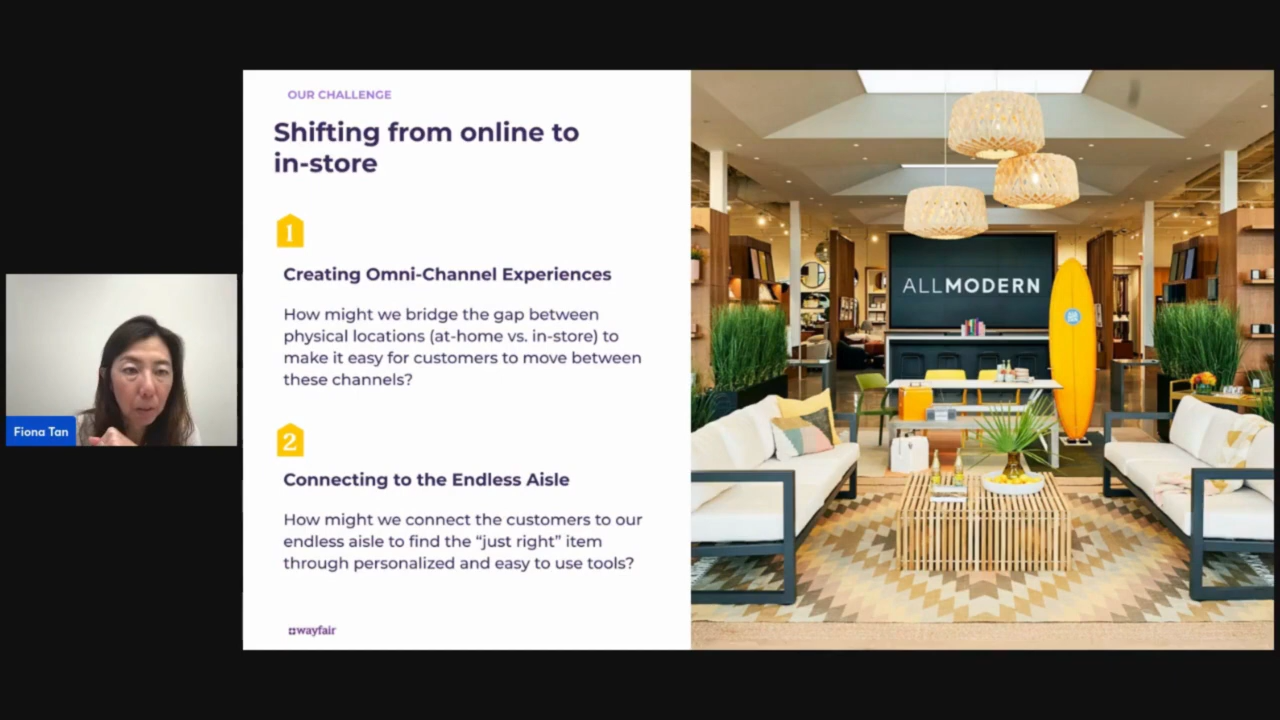 OUR CHALLENGE
Shifting from online to
in-store
1
Creating Omni-Channel Experiences
How might we bridge the gap between
physical locations (at-home vs. in-store) to
make it easy for customers to move between
these channels?
2
Connecting to the Endless Aisle
How might we connect the customers to our
endless aisle to find the “just right” item
through personalized and easy to use tools?
wayfair
ALLMODERN
Fiona Tan